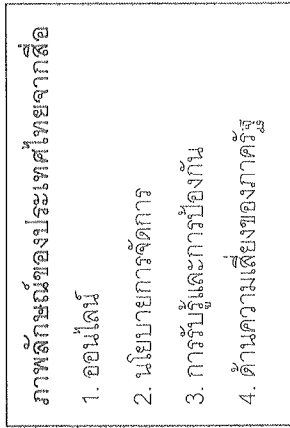 ภาพลักษณ์ของประเทศไทยจากสื่อ
1. ออนไลน์
2. นโยบายการจัดการ
3. การรับรู้และการป้องกัน
4. ด้านความเสี่ยงของภาครัฐ